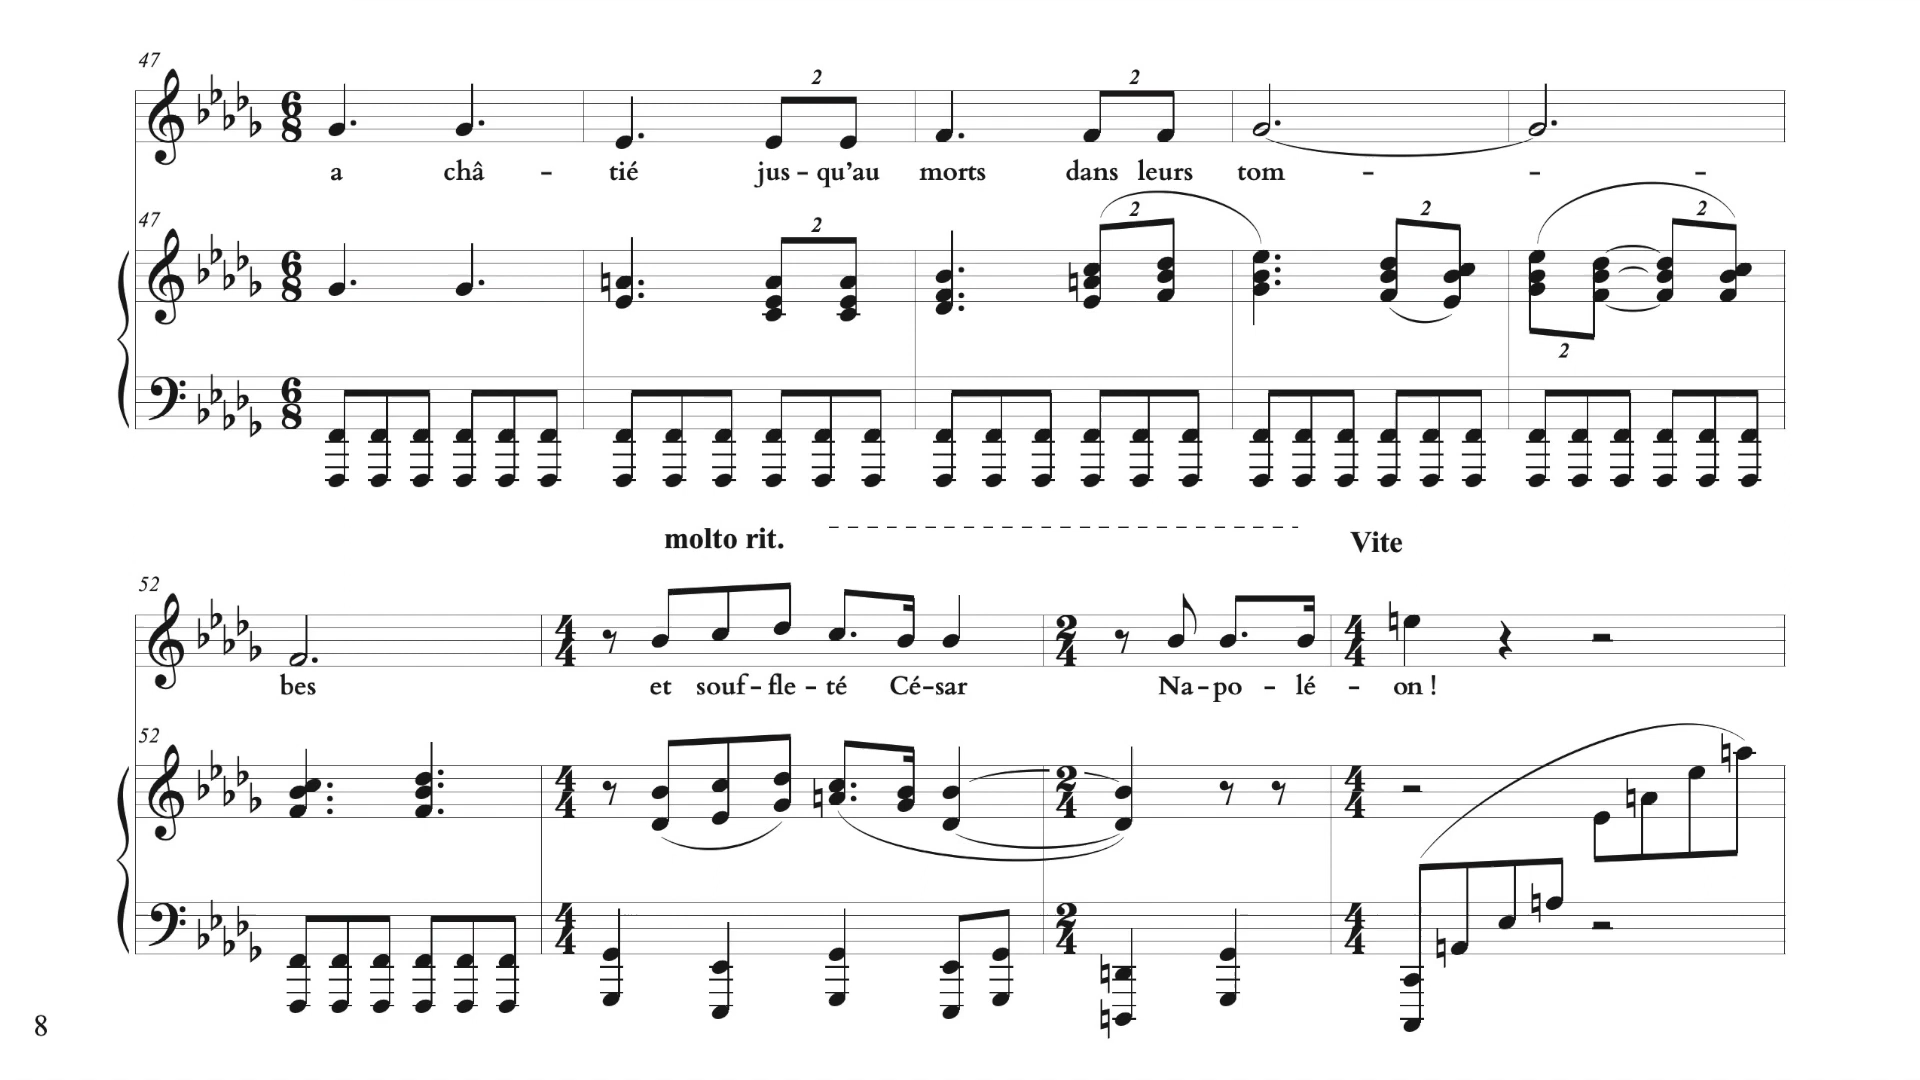 47
2 2
6 8
a châ - tié jus - qu'au morts dans leurs tom - - -
47
2 2 2 2 2
6 8
6 8
molto rit. Vite
52
4 4 2 4 4 4
et souf - fle - té Cé - sar Na - po - lé - on !
bes
52
4 4 2 4 4 4
4 4 2 4 4 4
8